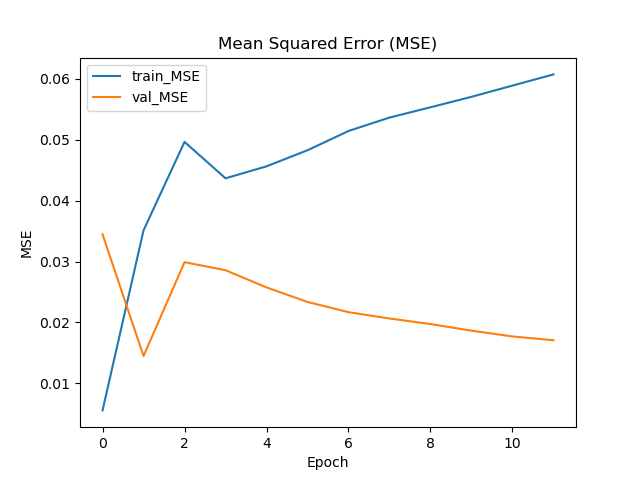 Mean Squared Error (MSE)
train_MSE
val_MSE
0.06
0.05
0.04
0.03
0.02
0.01
MSE
0 2 4 6 8 10
Epoch